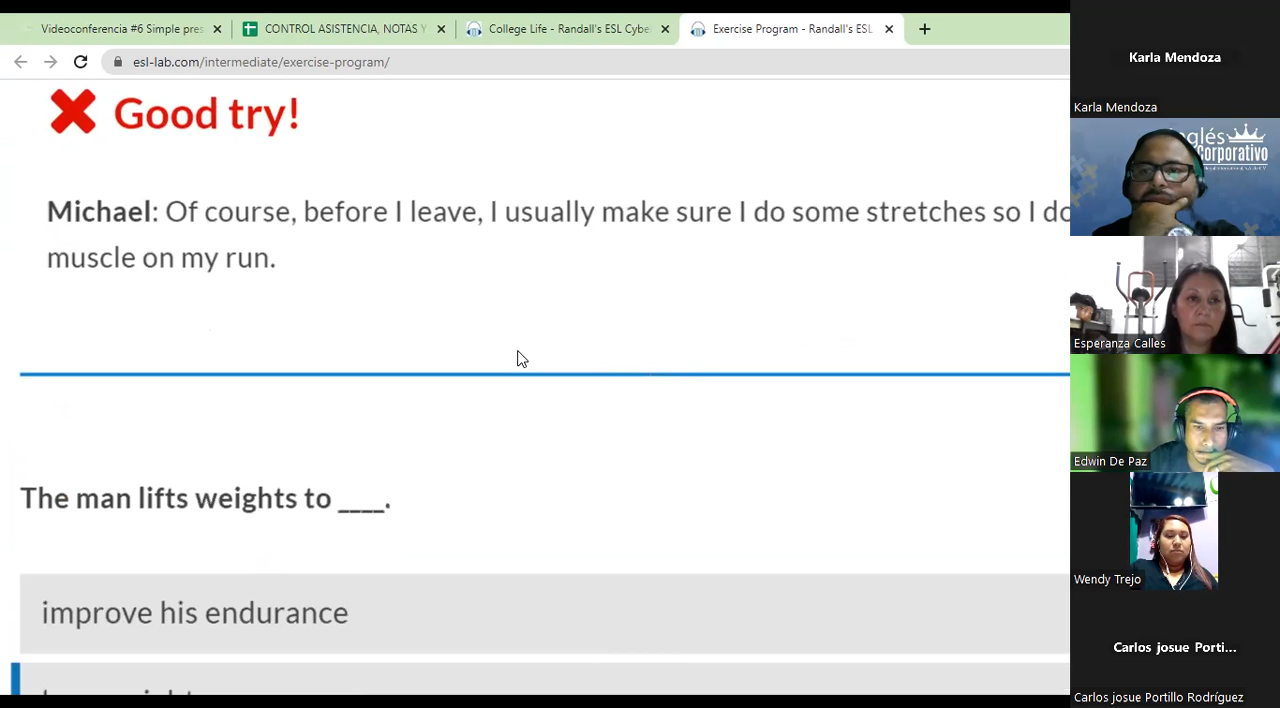 Videoconferencia #6 Simple pres
CONTROL ASISTENCIA, NOTAS Y
College Life - Randall's ESL Cybe
Exercise Program - Randall's ESL
esl-lab.com/intermediate/exercise-program/
Good try!
Michael: Of course, before I leave, I usually make sure I do some stretches so I do
muscle on my run.
The man lifts weights to ____.
improve his endurance
Karla Mendoza
Karla Mendoza
Inglés
Corporativo
Esperanza Calles
Edwin De Paz
Wendy Trejo
Carlos josue Porti...
Carlos josue Portillo Rodríguez